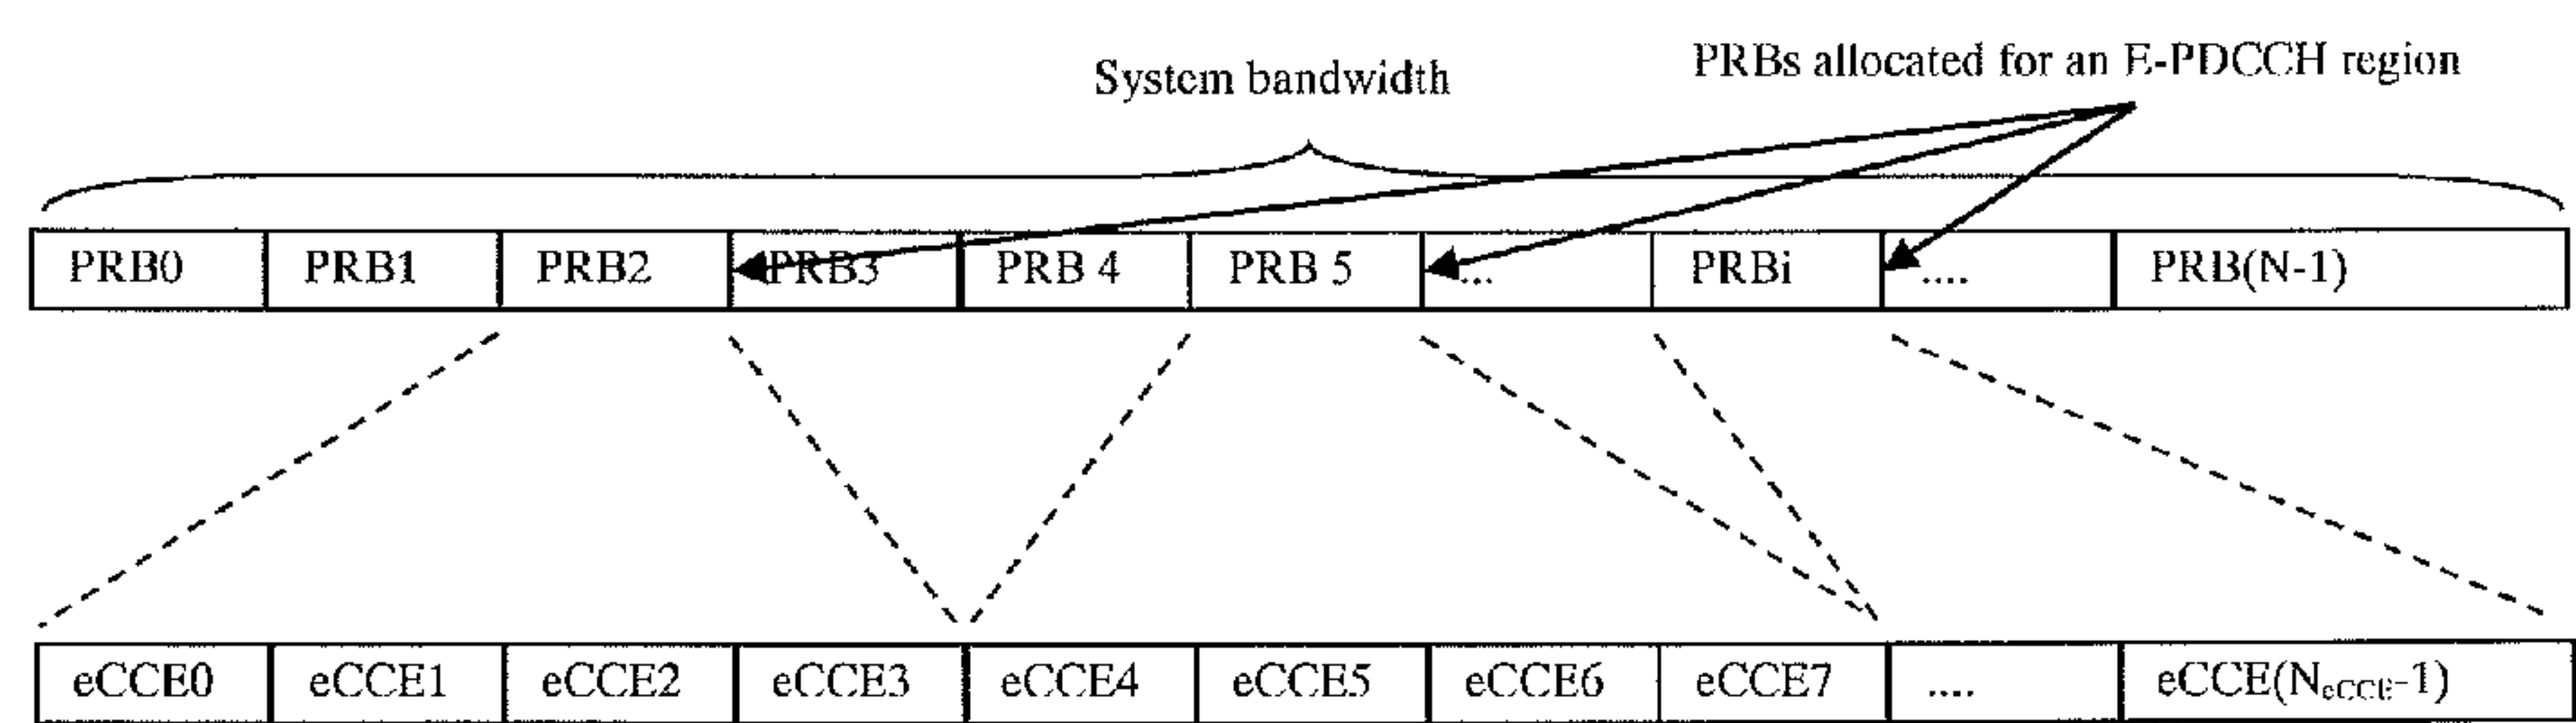 System bandwidth
PRBs allocated for an E-PDCCH region
PRB0 PRB1 PRB2 PRB3 PRB 4 PRB 5 ... PRBi .... PRB(N-1)
eCCE0 eCCE1 eCCE2 eCCE3 eCCE4 eCCE5 eCCE6 eCCE7 .... eCCE(NeCCE-1)